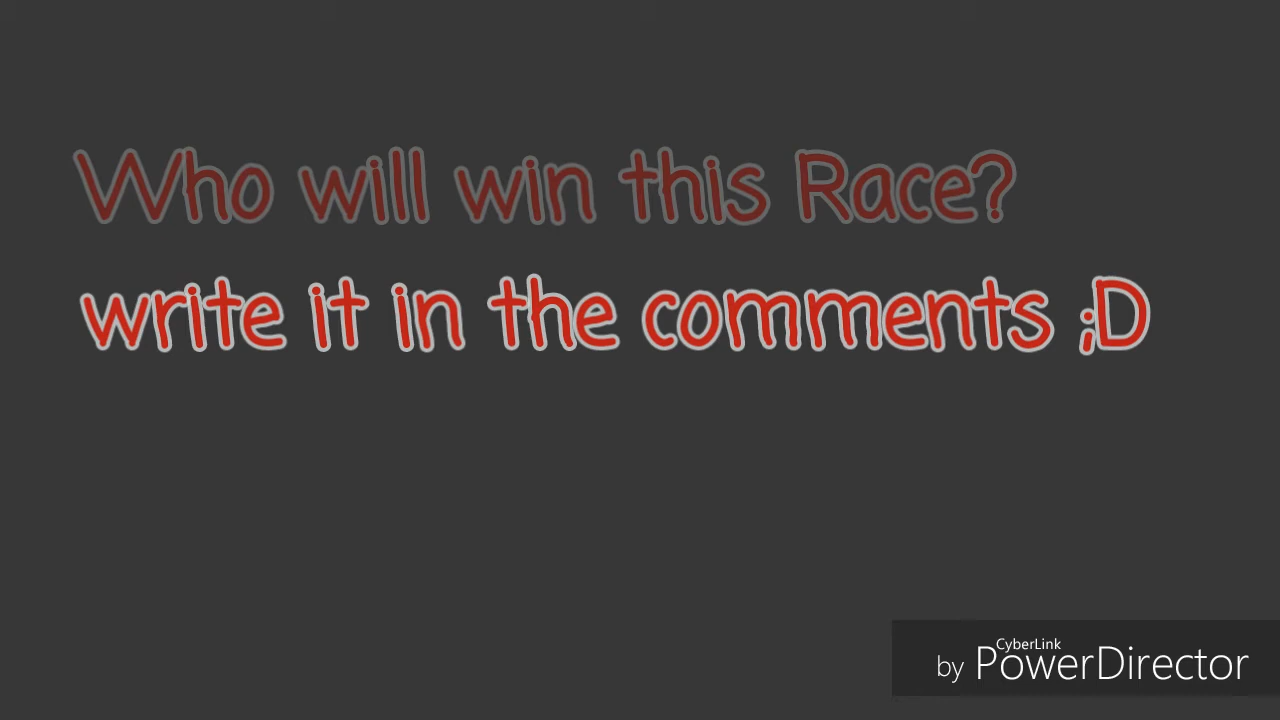 Who will win this Race?
write it in the comments ;D
CyberLink
by PowerDirector